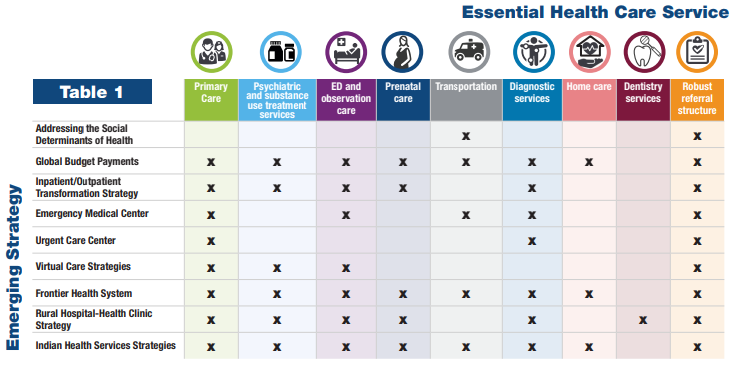 Essential Health Care Service
Table 1
Primary Care
Psychiatric and substance use treatment services
ED and observation care
Prenatal care
Transportation
Diagnostic services
Home care
Dentistry services
Robust referral structure
Emerging Strategy
Addressing the Social
Determinants of Health
x x
Global Budget Payments
x x x x x x x x
Inpatient/Outpatient
Transformation Strategy
x x x x x x
Emergency Medical Center
x x x x x
Urgent Care Center
x x x
Virtual Care Strategies
x x x x
Frontier Health System
x x x x x x x x
Rural Hospital-Health Clinic
Strategy
x x x x x x x
Indian Health Services Strategies
x x x x x x x x